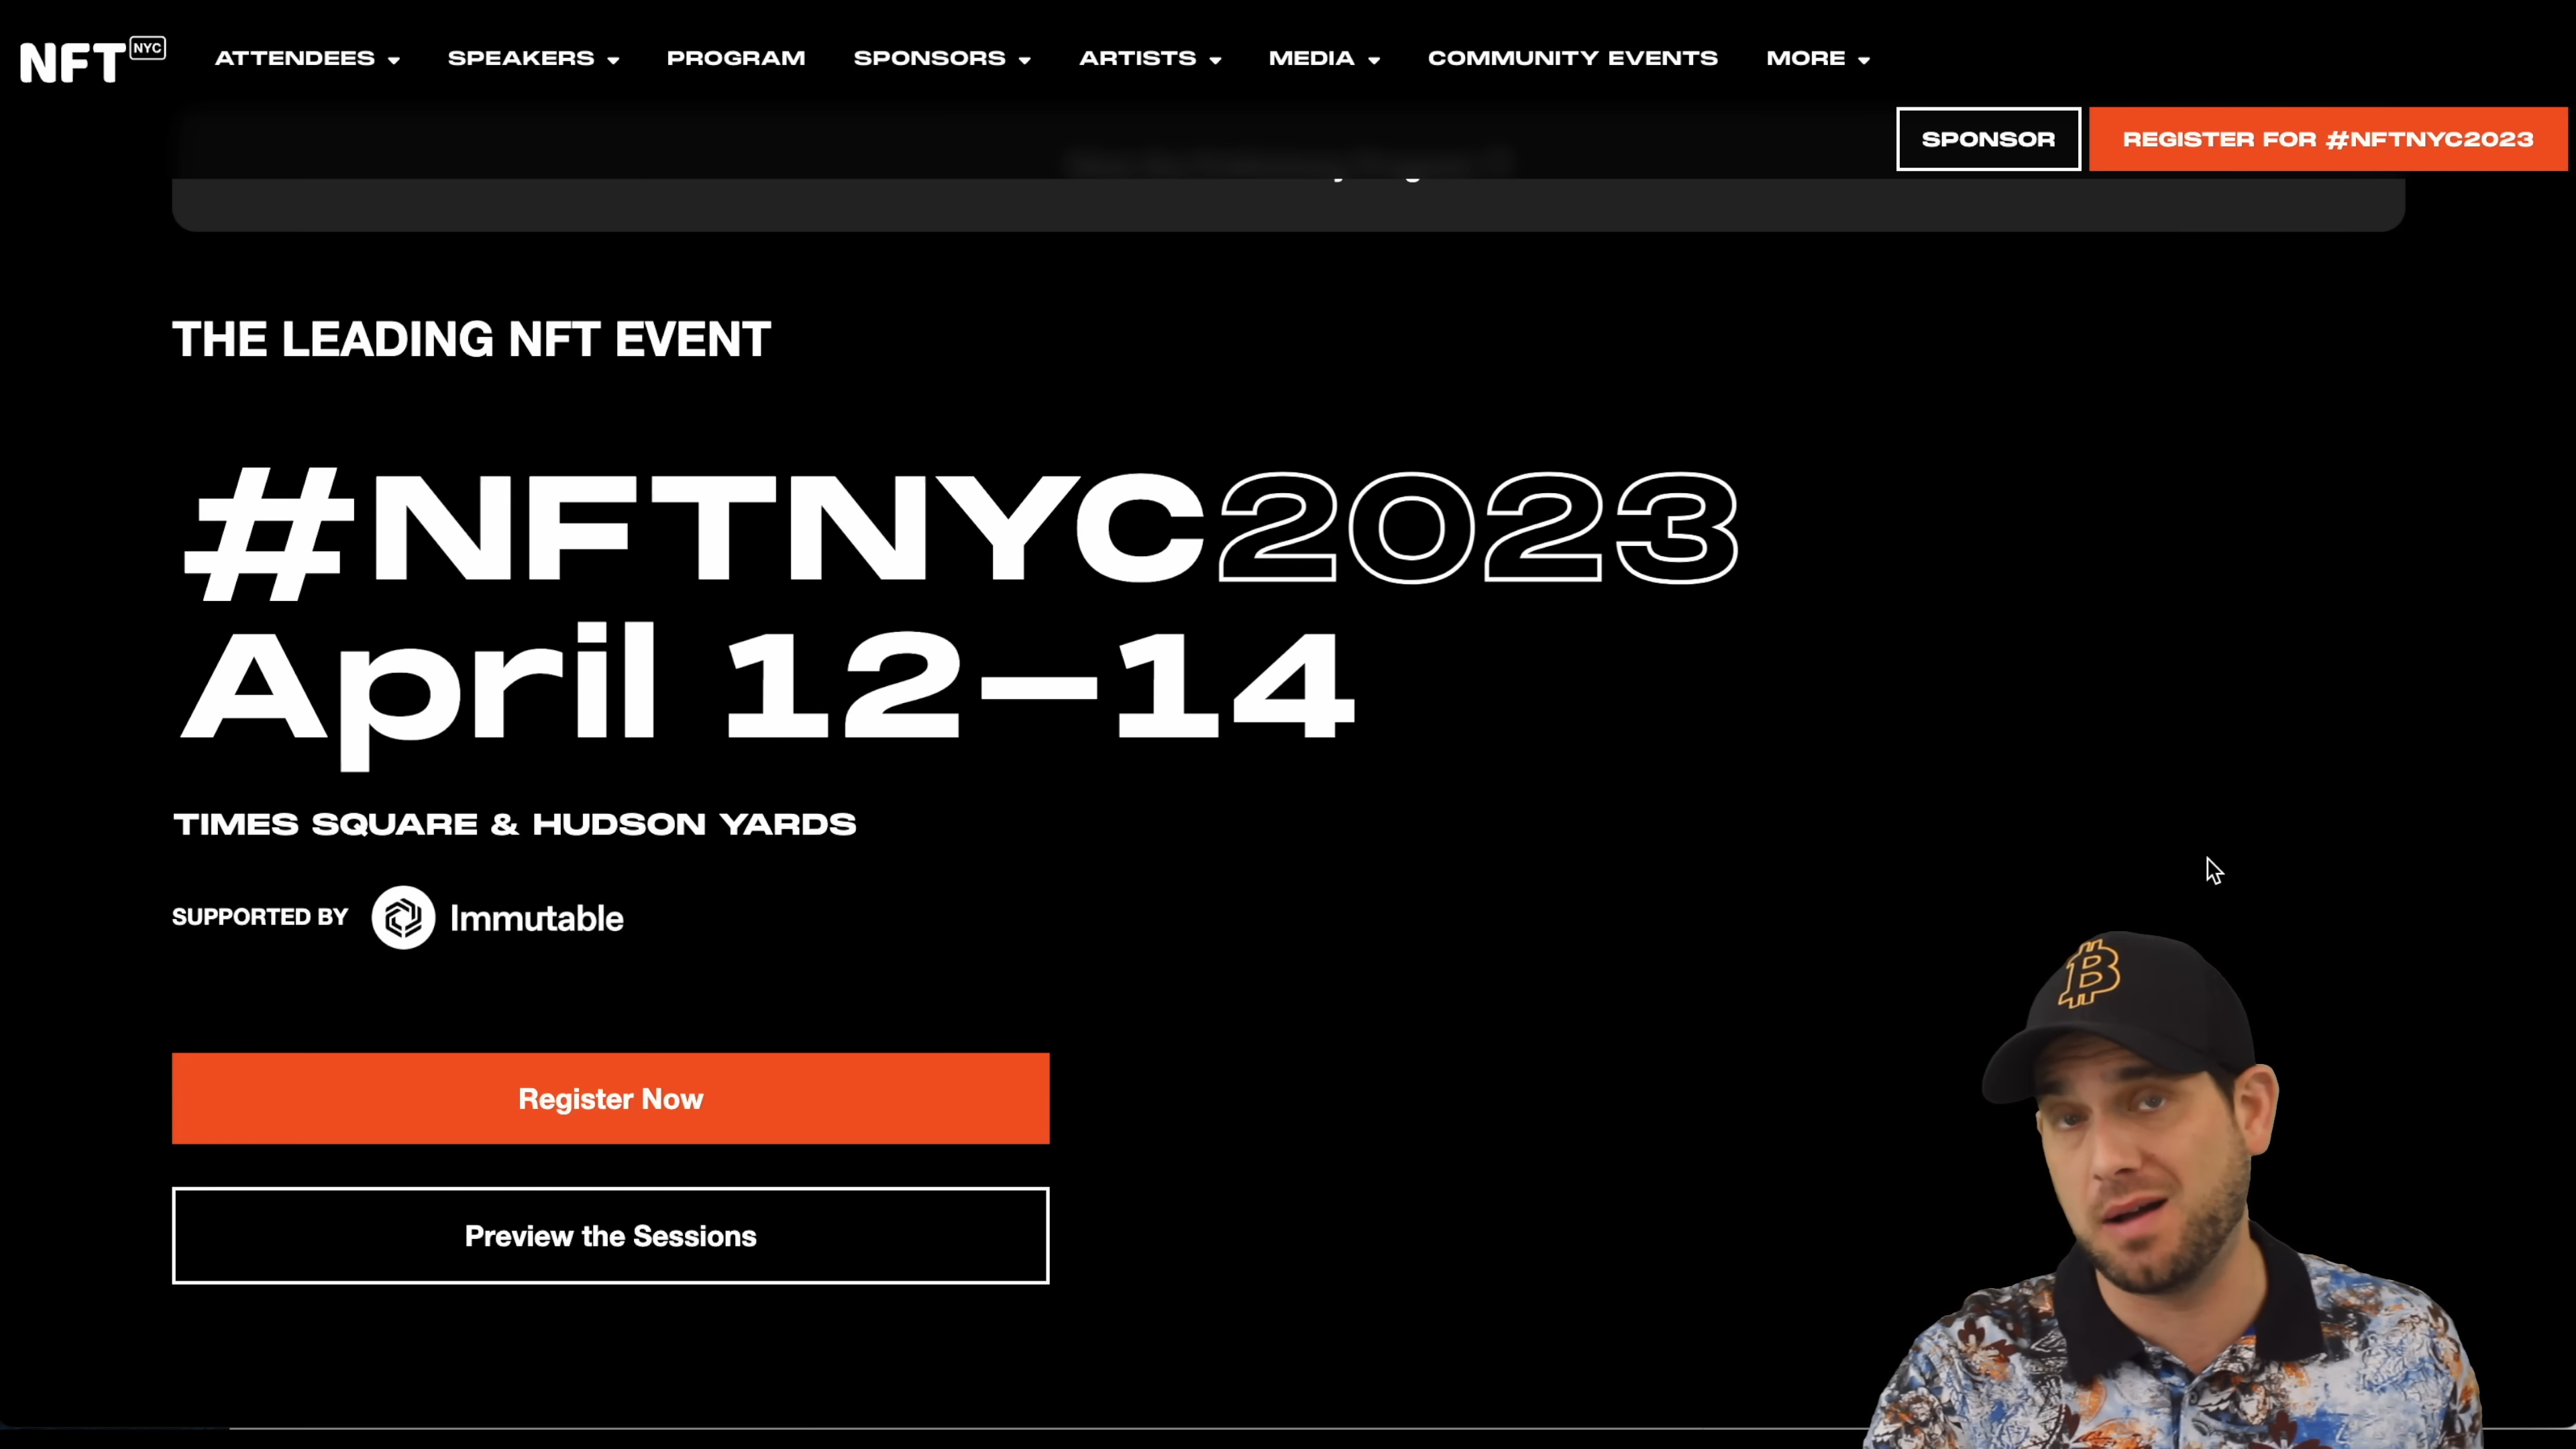 NFT NYC
ATTENDEES SPEAKERS PROGRAM SPONSORS ARTISTS MEDIA COMMUNITY EVENTS MORE
SPONSOR REGISTER FOR #NFTNYC2023
THE LEADING NFT EVENT
#NFTNYC2023
April 12–14
TIMES SQUARE & HUDSON YARDS
SUPPORTED BY Immutable
Register Now
Preview the Sessions